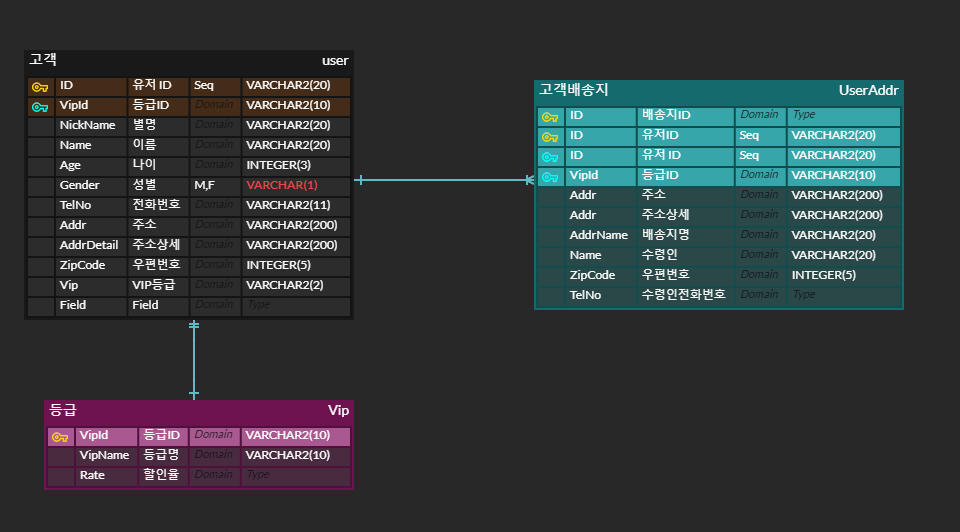 고객 user
ID 유저 ID Seq VARCHAR2(20)
VipId 등급ID Domain VARCHAR2(10)
NickName 별명 Domain VARCHAR2(20)
Name 이름 Domain VARCHAR2(20)
Age 나이 Domain INTEGER(3)
Gender 성별 M,F VARCHAR(1)
TelNo 전화번호 Domain VARCHAR2(11)
Addr 주소 Domain VARCHAR2(200)
AddrDetail 주소상세 Domain VARCHAR2(200)
ZipCode 우편번호 Domain INTEGER(5)
Vip VIP등급 Domain VARCHAR2(2)
Field Field Domain Type
고객배송지 UserAddr
ID 배송지ID Domain Type
ID 유저ID Seq VARCHAR2(20)
ID 유저 ID Seq VARCHAR2(20)
VipId 등급ID Domain VARCHAR2(10)
Addr 주소 Domain VARCHAR2(200)
Addr 주소상세 Domain VARCHAR2(200)
AddrName 배송지명 Domain VARCHAR2(20)
Name 수령인 Domain VARCHAR2(20)
ZipCode 우편번호 Domain INTEGER(5)
TelNo 수령인전화번호 Domain Type
등급 Vip
VipId 등급ID Domain VARCHAR2(10)
VipName 등급명 Domain VARCHAR2(10)
Rate 할인율 Domain Type